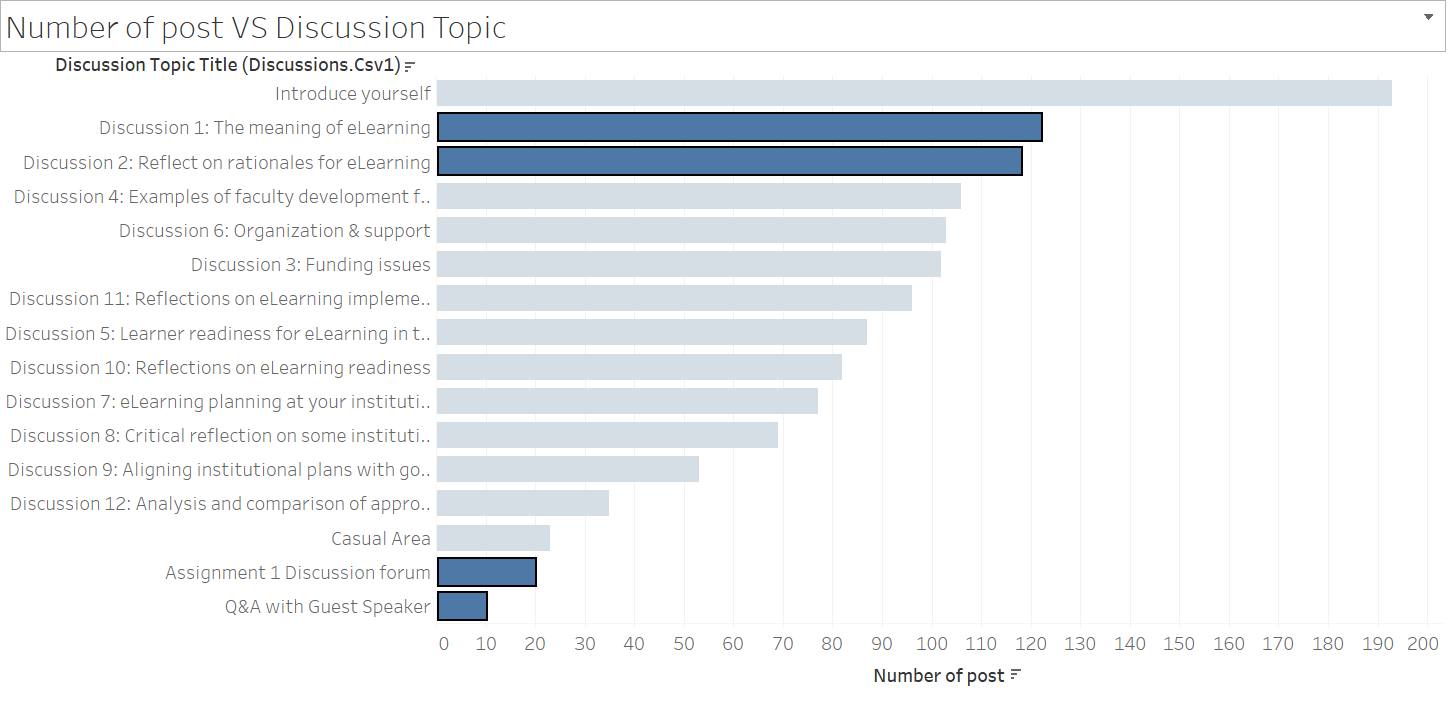 Number of post VS Discussion Topic
Discussion Topic Title (Discussions.Csv1)
Introduce yourself
Discussion 1: The meaning of eLearning
Discussion 2: Reflect on rationales for eLearning
Discussion 4: Examples of faculty development f..
Discussion 6: Organization & support
Discussion 3: Funding issues
Discussion 11: Reflections on eLearning impleme..
Discussion 5: Learner readiness for eLearning in t..
Discussion 10: Reflections on eLearning readiness
Discussion 7: eLearning planning at your instituti..
Discussion 8: Critical reflection on some instituti..
Discussion 9: Aligning institutional plans with go..
Discussion 12: Analysis and comparison of appro..
Casual Area
Assignment 1 Discussion forum
Q&A with Guest Speaker
0 10 20 30 40 50 60 70 80 90 100 110 120 130 140 150 160 170 180 190 200
Number of post